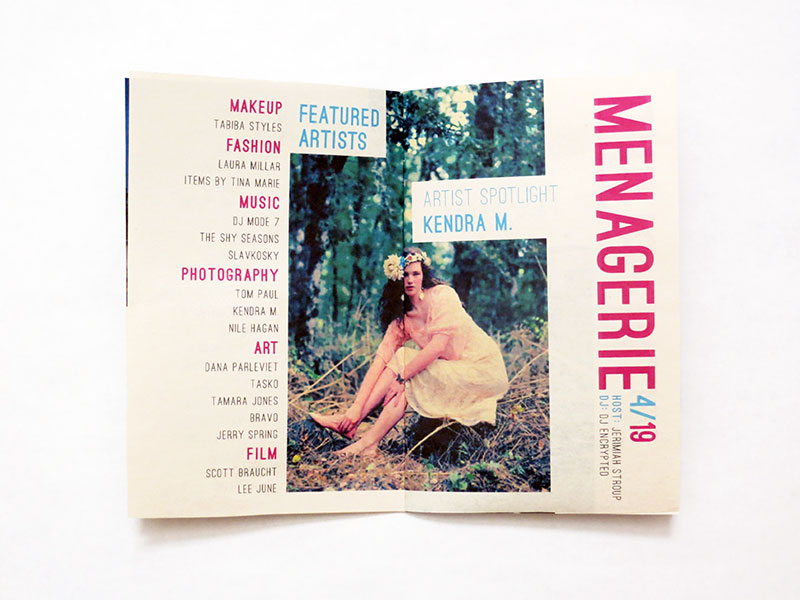 MAKEUP
TABIBA STYLES
FASHION
LAURA MILLAR
ITEMS BY TINA MARIE
MUSIC
DJ MODE 7
THE SHY SEASONS
SLAVKOSKY
PHOTOGRAPHY
TOM PAUL
KENDRA M.
NILE HAGAN
ART
DANA PARLEVIET
TASKO
TAMARA JONES
BRAVO
JERRY SPRING
FILM
SCOTT BRAUCHT
LEE JUNE
FEATURED
ARTISTS
ARTIST SPOTLIGHT
KENDRA M.
MENAGERIE
4/19
HOST: JERIMIAH STROUP
DJ: DJ ENCRYPTED